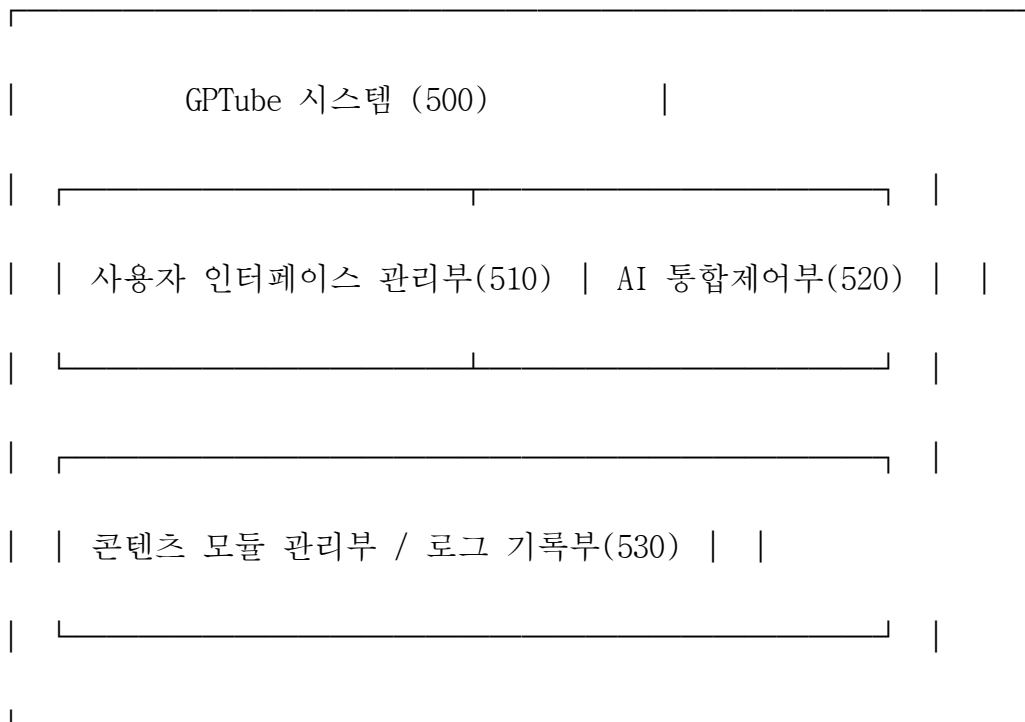 GPTube 시스템 (500)
사용자 인터페이스 관리부(510) | AI 통합제어부(520)
콘텐츠 모듈 관리부 / 로그 기록부(530)